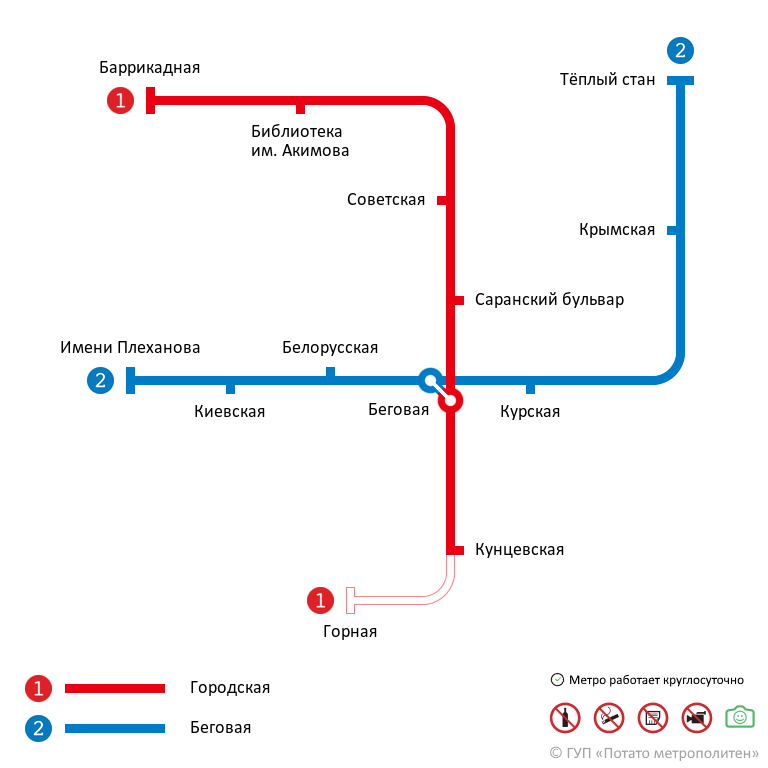 2
Баррикадная
Тёплый стан
1
Библиотека
им. Акимова
Советская
Крымская
Саранский бульвар
Имени Плеханова
Белорусская
2
Киевская
Беговая
Курская
Кунцевская
1
Горная
1 Городская
2 Беговая
Метро работает круглосуточно
© ГУП «Потато метрополитен»